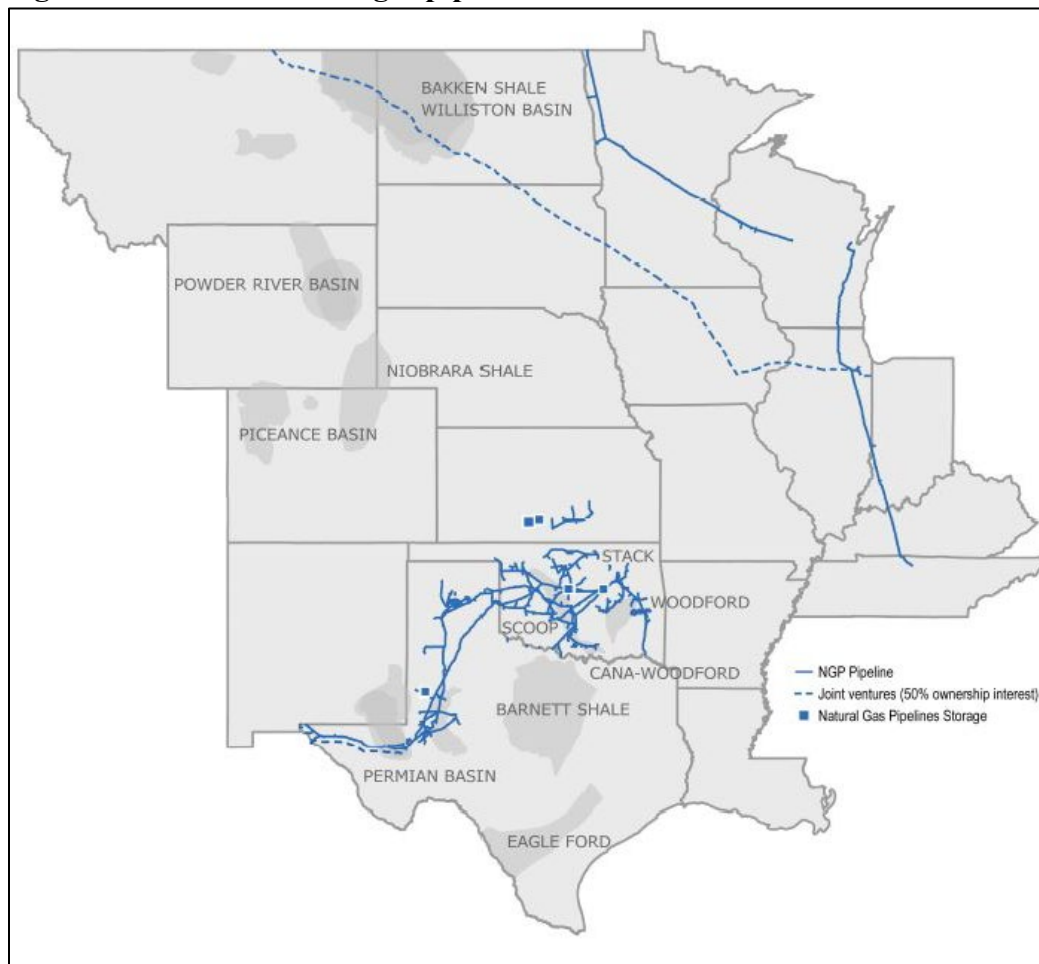 BAKKEN SHALE
WILLISTON BASIN
POWDER RIVER BASIN
NIOBRARA SHALE
PICEANCE BASIN
STACK
WOODFORD
SCOOP
CANA-WOODFORD
BARNETT SHALE
PERMIAN BASIN
EAGLE FORD
NGP Pipeline
Joint ventures (50% ownership interest)
Natural Gas Pipelines Storage